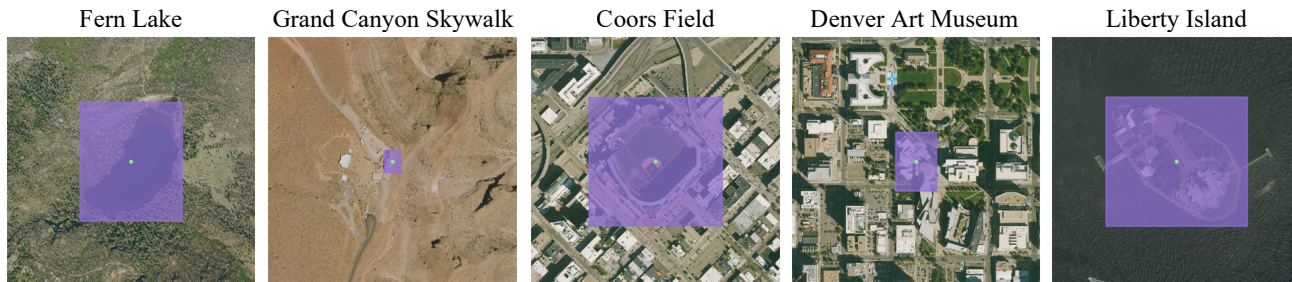 Fern Lake
Grand Canyon Skywalk
Coors Field
Denver Art Museum
Liberty Island